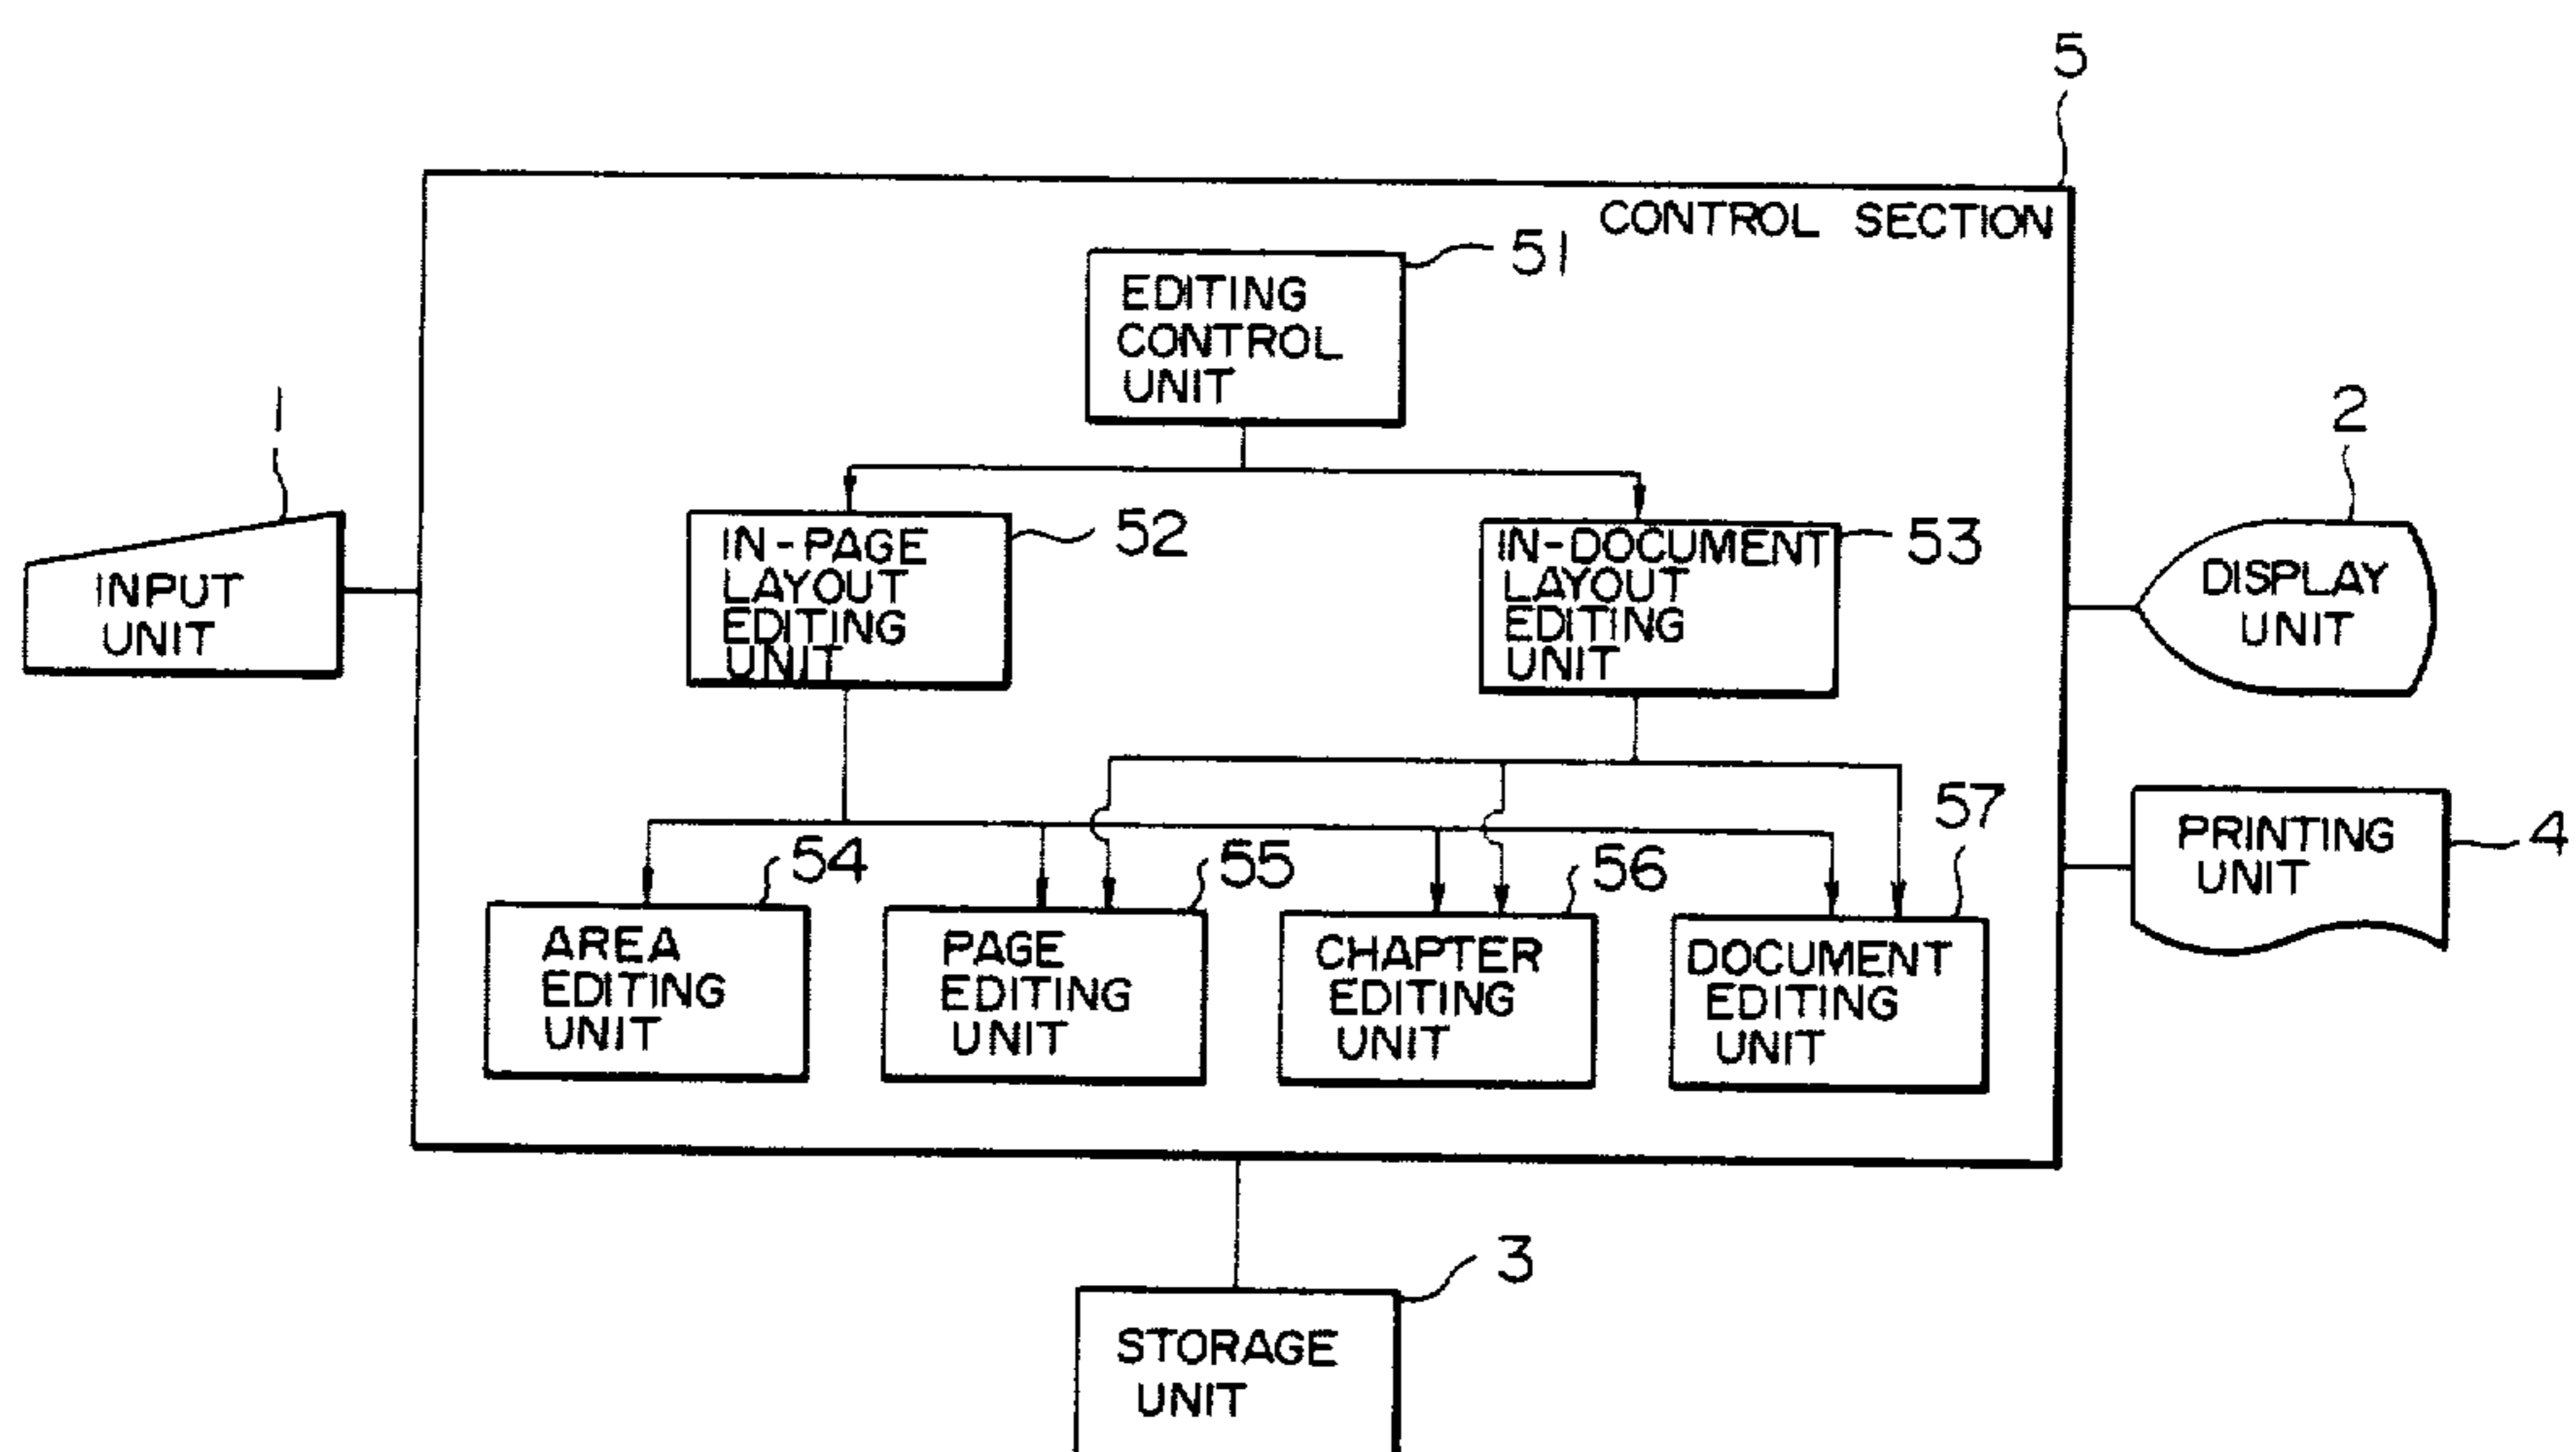 5
CONTROL SECTION
51
EDITING
CONTROL
UNIT
1
INPUT
UNIT
52
IN-PAGE
LAYOUT
EDITING
UNIT
53
IN-DOCUMENT
LAYOUT
EDITING
UNIT
2
DISPLAY
UNIT
4
PRINTING
UNIT
54
AREA
EDITING
UNIT
55
PAGE
EDITING
UNIT
56
CHAPTER
EDITING
UNIT
57
DOCUMENT
EDITING
UNIT
3
STORAGE
UNIT